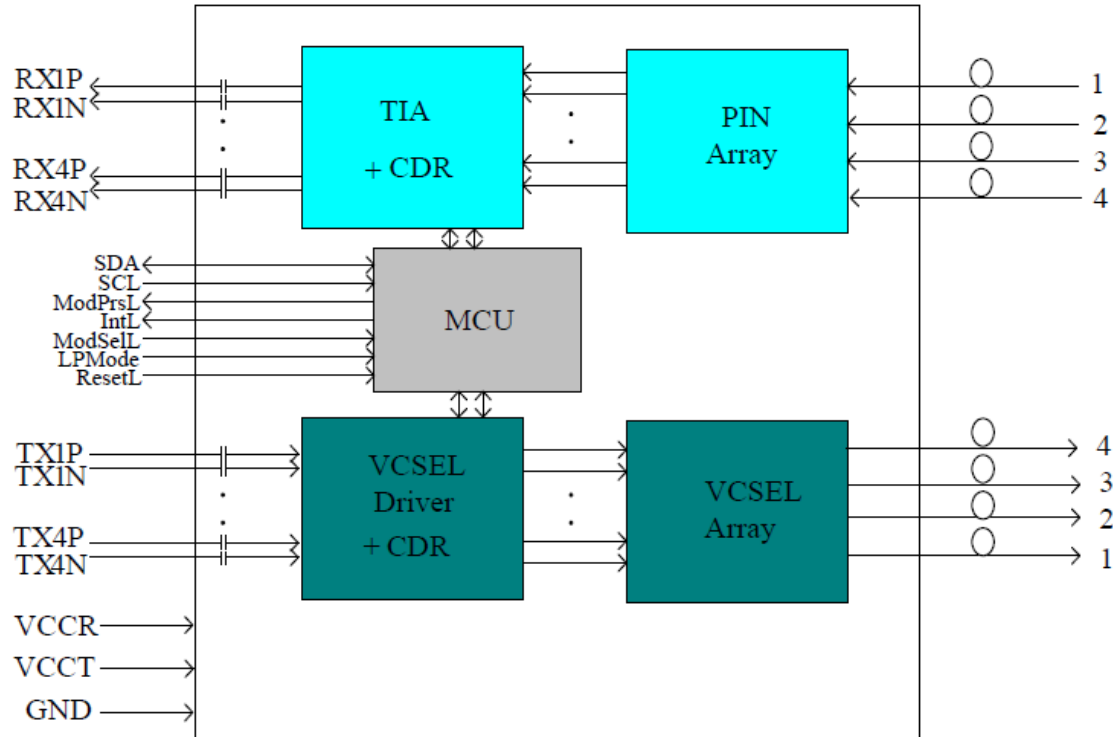 RX1P
RX1N
RX4P
RX4N
TIA
+ CDR
PIN
Array
1
2
3
4
SDA
SCL
ModPrsL
IntL
ModSelL
LPMode
ResetL
MCU
TX1P
TX1N
TX4P
TX4N
VCSEL
Driver
+ CDR
VCSEL
Array
4
3
2
1
VCCR
VCCT
GND